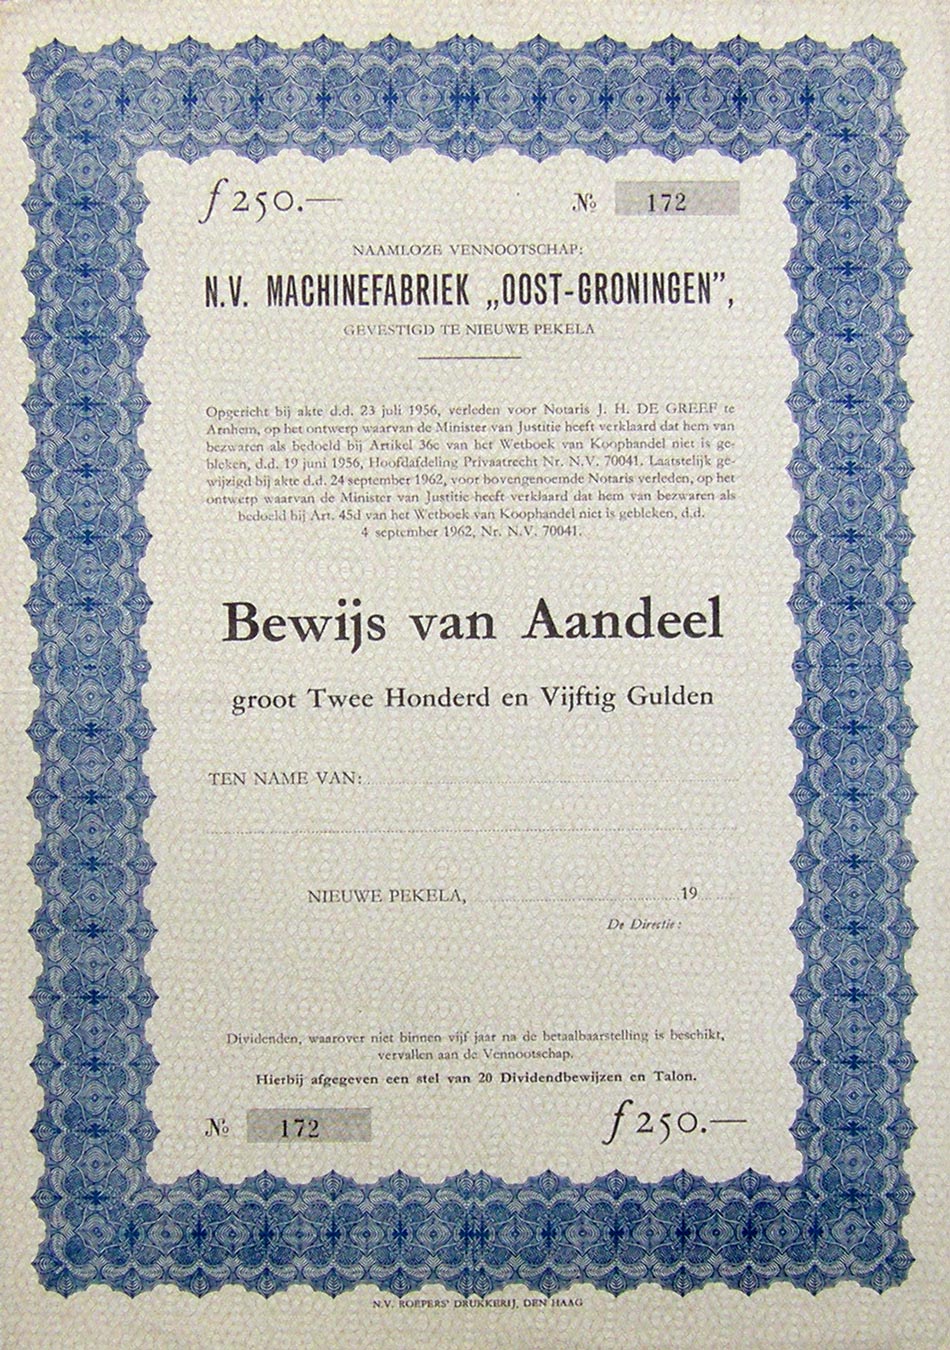 f 250.—
№ 172
NAAMLOZE VENNOOTSCHAP:
N.V. MACHINEFABRIEK „OOST-GRONINGEN”,
GEVESTIGD TE NIEUWE PEKELA
Opgericht bij akte d.d. 23 juli 1956, verleden voor Notaris J. H. DE GREEF te
Arnhem, op het ontwerp waarvan de Minister van Justitie heeft verklaard dat hem van
bezwaren als bedoeld bij Artikel 36e van het Wetboek van Koophandel niet is ge-
bleken, d.d. 19 juni 1956, Hoofdafdeling Privaatrecht Nr. N.V. 70041. Laatstelijk ge-
wijzigd bij akte d.d. 24 september 1962, voor bovengenoemde Notaris verleden, op het
ontwerp waarvan de Minister van Justitie heeft verklaard dat hem van bezwaren als
bedoeld bij Art. 45d van het Wetboek van Koophandel niet is gebleken, d.d.
4 september 1962, Nr. N.V. 70041.
Bewijs van Aandeel
groot Twee Honderd en Vijftig Gulden
TEN NAME VAN:
NIEUWE PEKELA, 19
De Directie:
Dividenden, waarover niet binnen vijf jaar na de betaalbaarstelling is beschikt,
vervallen aan de Vennootschap.
Hierbij afgegeven een stel van 20 Dividendbewijzen en Talon.
№ 172
f 250.—
N.V. ROEPERS' DRUKKERIJ, DEN HAAG